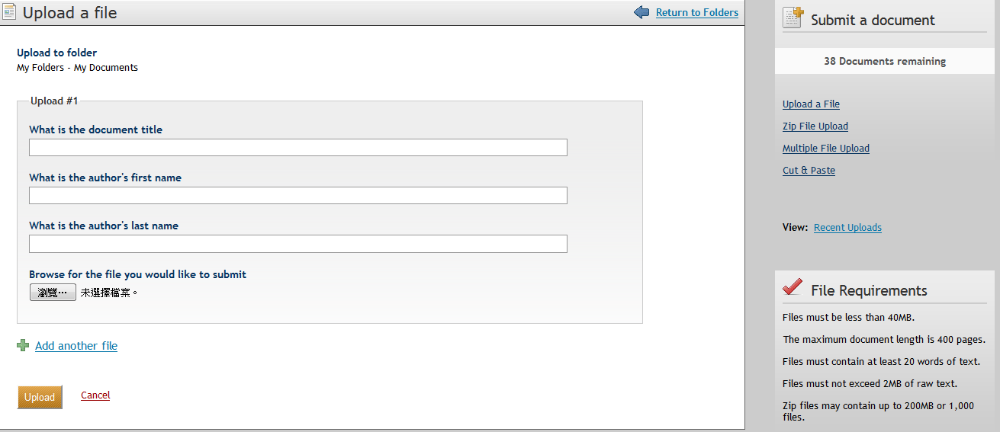 Upload a file
Return to Folders
Upload to folder
My Folders - My Documents
Upload #1
What is the document title
What is the author's first name
What is the author's last name
Browse for the file you would like to submit
瀏覽… 未選擇檔案。
Add another file
Upload
Cancel
Submit a document
38 Documents remaining
Upload a File
Zip File Upload
Multiple File Upload
Cut & Paste
View: Recent Uploads
File Requirements
Files must be less than 40MB.
The maximum document length is 400 pages.
Files must contain at least 20 words of text.
Files must not exceed 2MB of raw text.
Zip files may contain up to 200MB or 1,000
files.